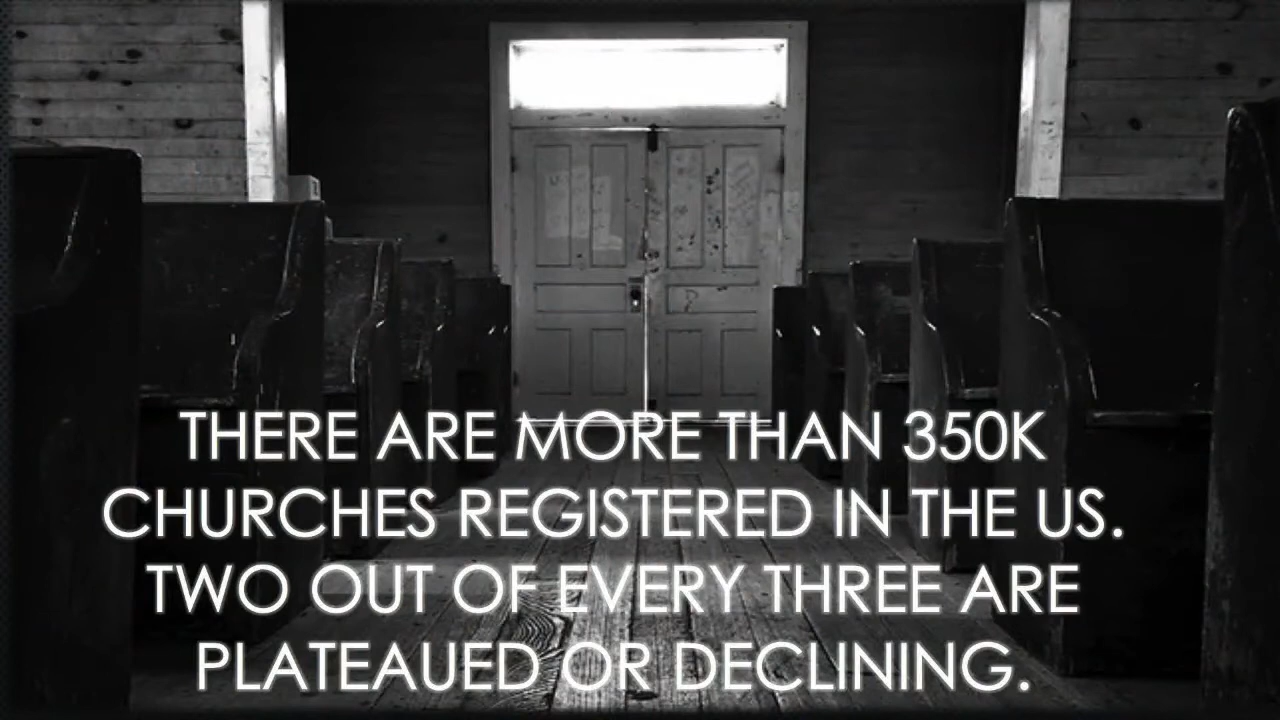 THERE ARE MORE THAN 350K
CHURCHES REGISTERED IN THE US.
TWO OUT OF EVERY THREE ARE
PLATEAUED OR DECLINING.